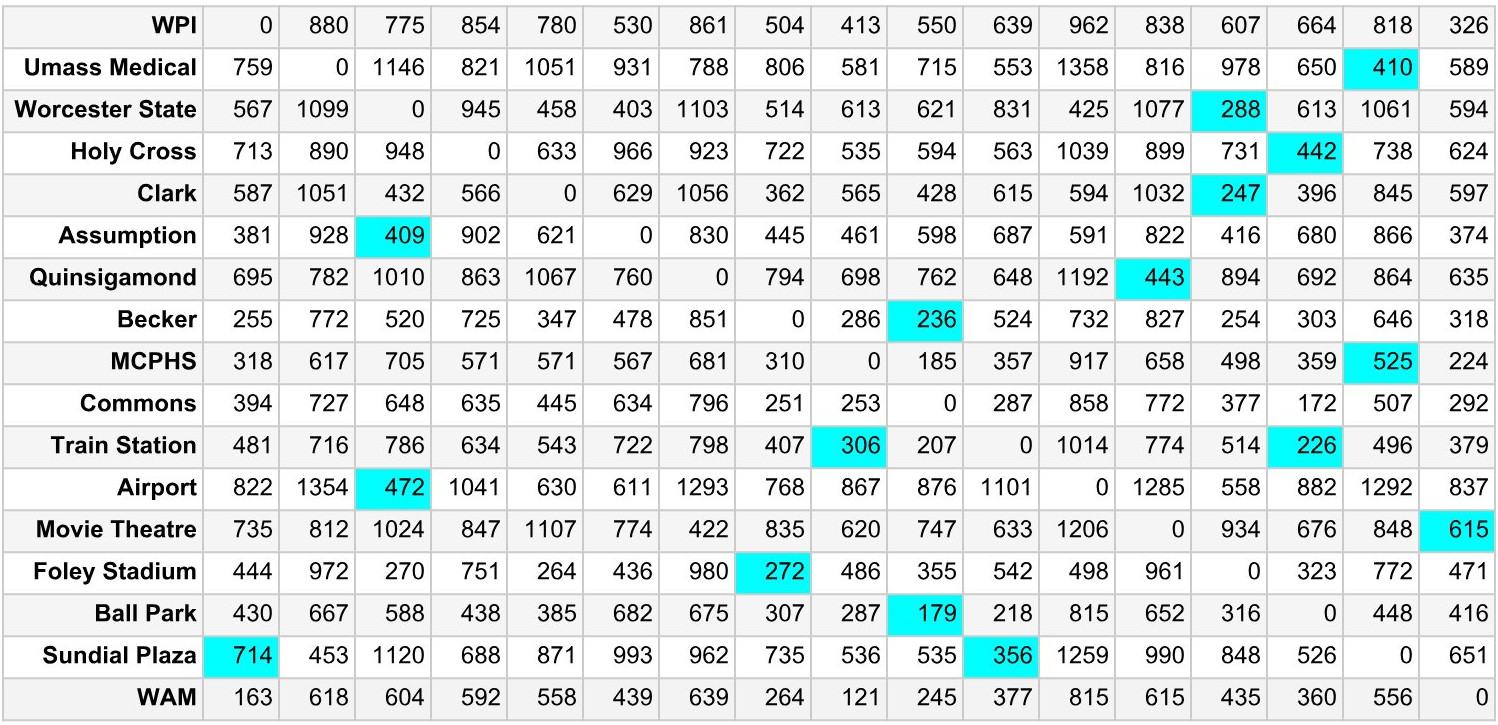 WPI 0 880 775 854 780 530 861 504 413 550 639 962 838 607 664 818 326
Umass Medical 759 0 1146 821 1051 931 788 806 581 715 553 1358 816 978 650 410 589
Worcester State 567 1099 0 945 458 403 1103 514 613 621 831 425 1077 288 613 1061 594
Holy Cross 713 890 948 0 633 966 923 722 535 594 563 1039 899 731 442 738 624
Clark 587 1051 432 566 0 629 1056 362 565 428 615 594 1032 247 396 845 597
Assumption 381 928 409 902 621 0 830 445 461 598 687 591 822 416 680 866 374
Quinsigamond 695 782 1010 863 1067 760 0 794 698 762 648 1192 443 894 692 864 635
Becker 255 772 520 725 347 478 851 0 286 236 524 732 827 254 303 646 318
MCPHS 318 617 705 571 571 567 681 310 0 185 357 917 658 498 359 525 224
Commons 394 727 648 635 445 634 796 251 253 0 287 858 772 377 172 507 292
Train Station 481 716 786 634 543 722 798 407 306 207 0 1014 774 514 226 496 379
Airport 822 1354 472 1041 630 611 1293 768 867 876 1101 0 1285 558 882 1292 837
Movie Theatre 735 812 1024 847 1107 774 422 835 620 747 633 1206 0 934 676 848 615
Foley Stadium 444 972 270 751 264 436 980 272 486 355 542 498 961 0 323 772 471
Ball Park 430 667 588 438 385 682 675 307 287 179 218 815 652 316 0 448 416
Sundial Plaza 714 453 1120 688 871 993 962 735 536 535 356 1259 990 848 526 0 651
WAM 163 618 604 592 558 439 639 264 121 245 377 815 615 435 360 556 0